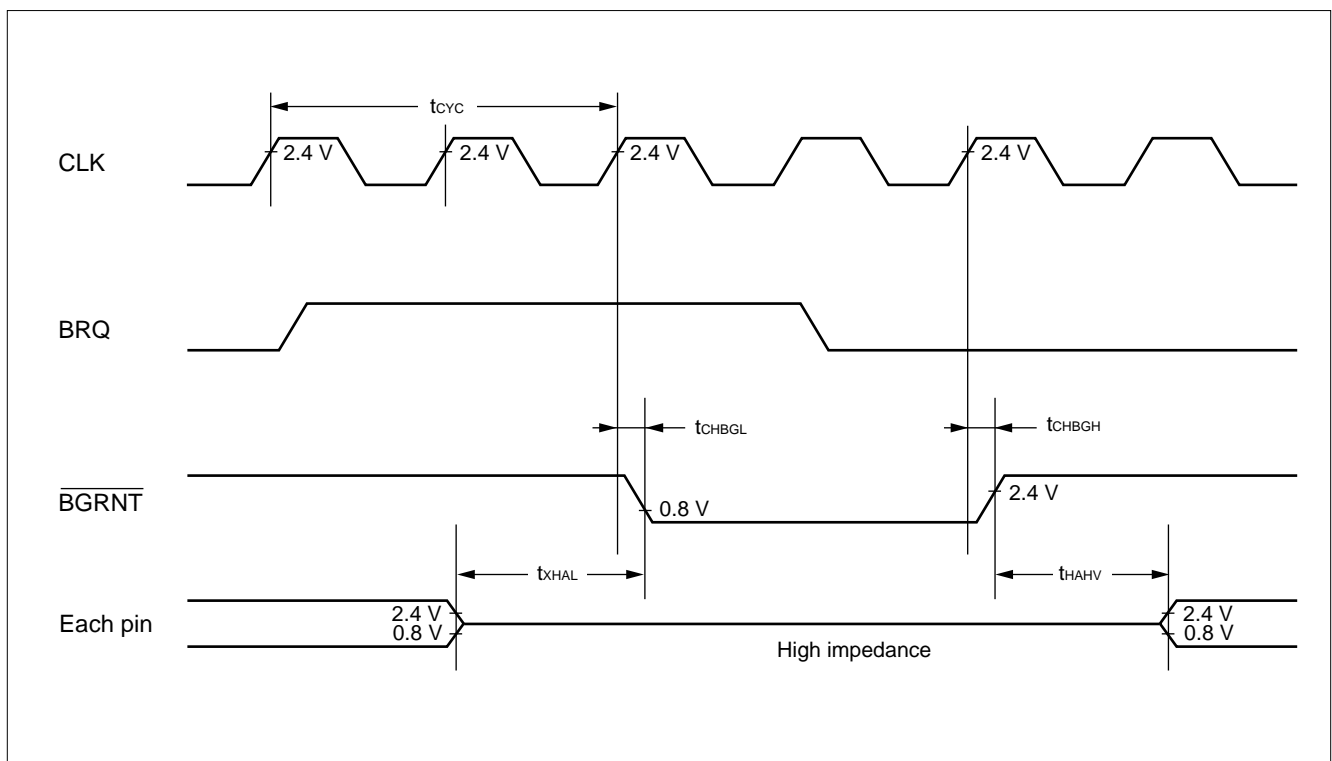 tCYC
CLK
2.4 V
2.4 V
2.4 V
2.4 V
BRQ
tCHBGL
tCHBGH
BGRNT
0.8 V
2.4 V
tXHAL
tHAHV
Each pin
2.4 V
0.8 V
High impedance
2.4 V
0.8 V